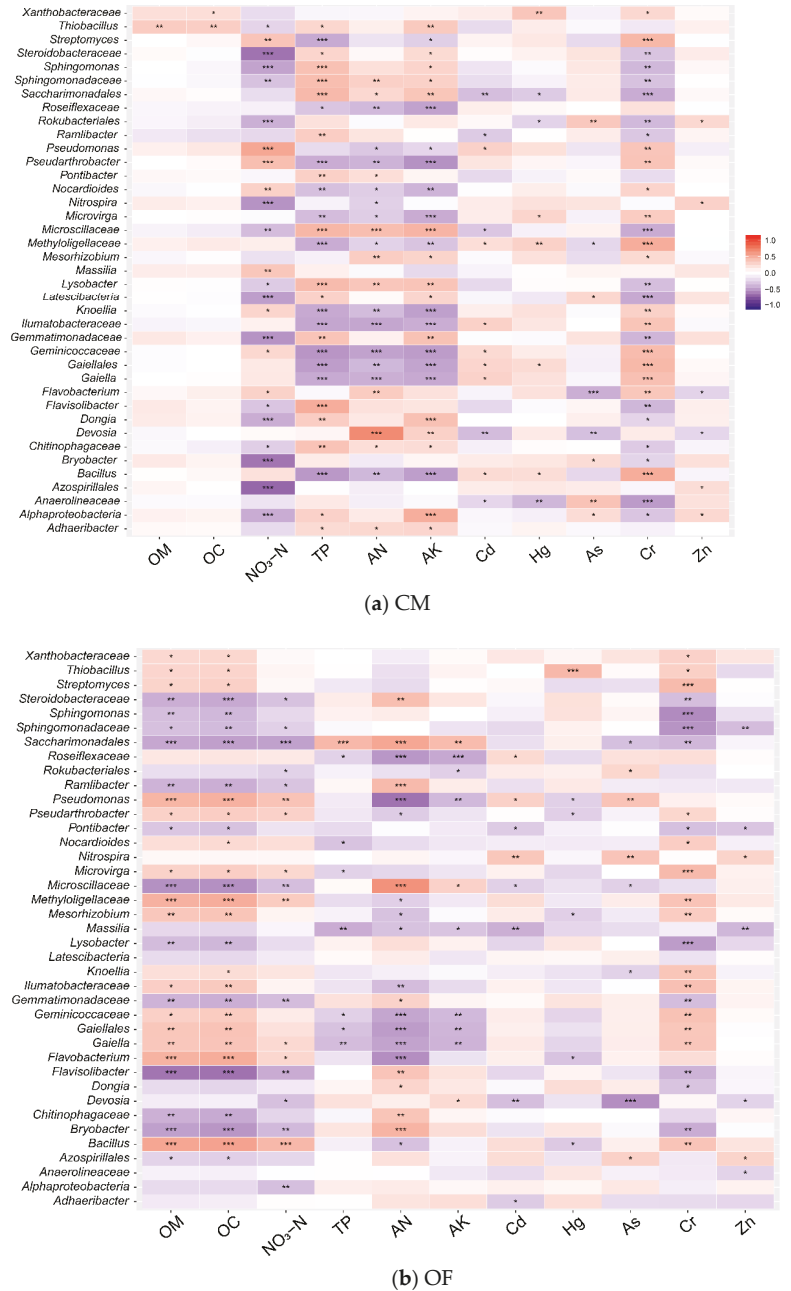 Xanthobacteraceae * ** *
Thiobacillus ** ** * * **
Streptomyces ** *** * ***
Steroidobacteraceae *** * * **
Sphingomonas *** *** * **
Sphingomonadaceae ** *** ** * **
Saccharimonadales *** * ** ** * ***
Roseiflexaceae * ** ***
Rokubacteriales *** * ** ** *
Ramlibacter ** * *
Pseudomonas *** * * * **
Pseudarthrobacter *** *** ** *** **
Pontibacter ** *
Nocardioides ** ** * ** *
Nitrospira *** * *
Microvirga ** * *** * **
Microscillaceae ** *** *** *** * ***
Methyloligellaceae *** * ** * ** * ***
Mesorhizobium ** * *
Massilia **
Lysobacter * *** ** ** **
Latescibacteria *** * * * ***
Knoellia * *** ** *** **
Ilumatobacteraceae *** *** *** * **
Gemmatimonadaceae *** ** ** **
Geminicoccaceae * *** *** *** * ***
Gaiellales *** ** *** * * ***
Gaiella *** *** *** * ***
Flavobacterium * ** *** ** *
Flavisolibacter * *** **
Dongia *** ** *** *
Devosia *** ** ** ** *
Chitinophagaceae * ** * * *
Bryobacter *** * *
Bacillus *** ** *** * * ***
Azospirillales *** *
Anaerolineaceae * ** ** ***
Alphaproteobacteria *** * *** * * *
Adhaeribacter * * *
1.0
0.5
0.0
−0.5
−1.0
OM OC NO₃−N TP AN AK Cd Hg As Cr Zn
(a) CM
Xanthobacteraceae * * *
Thiobacillus * * *** *
Streptomyces * * ***
Steroidobacteraceae ** *** * ** **
Sphingomonas ** ** ***
Sphingomonadaceae * ** * *** **
Saccharimonadales *** *** *** *** *** ** * **
Roseiflexaceae * *** *** *
Rokubacteriales * * *
Ramlibacter ** ** * ***
Pseudomonas *** *** ** *** ** * * **
Pseudarthrobacter * * * * * *
Pontibacter * * * * *
Nocardioides * * *
Nitrospira ** ** *
Microvirga * * * * ***
Microscillaceae *** *** ** *** * * *
Methyloligellaceae *** *** ** * **
Mesorhizobium ** ** * * **
Massilia ** * * ** **
Lysobacter ** ** ***
Latescibacteria
Knoellia * * **
Ilumatobacteraceae * ** ** **
Gemmatimonadaceae ** ** ** * **
Geminicoccaceae * ** * *** ** **
Gaiellales ** ** * *** ** **
Gaiella ** ** * ** *** ** **
Flavobacterium *** *** * *** *
Flavisolibacter *** *** ** ** **
Dongia * *
Devosia * * ** *** *
Chitinophagaceae ** ** **
Bryobacter *** *** ** *** **
Bacillus *** *** *** * * **
Azospirillales * * * *
Anaerolineaceae *
Alphaproteobacteria **
Adhaeribacter *
OM OC NO₃−N TP AN AK Cd Hg As Cr Zn
(b) OF